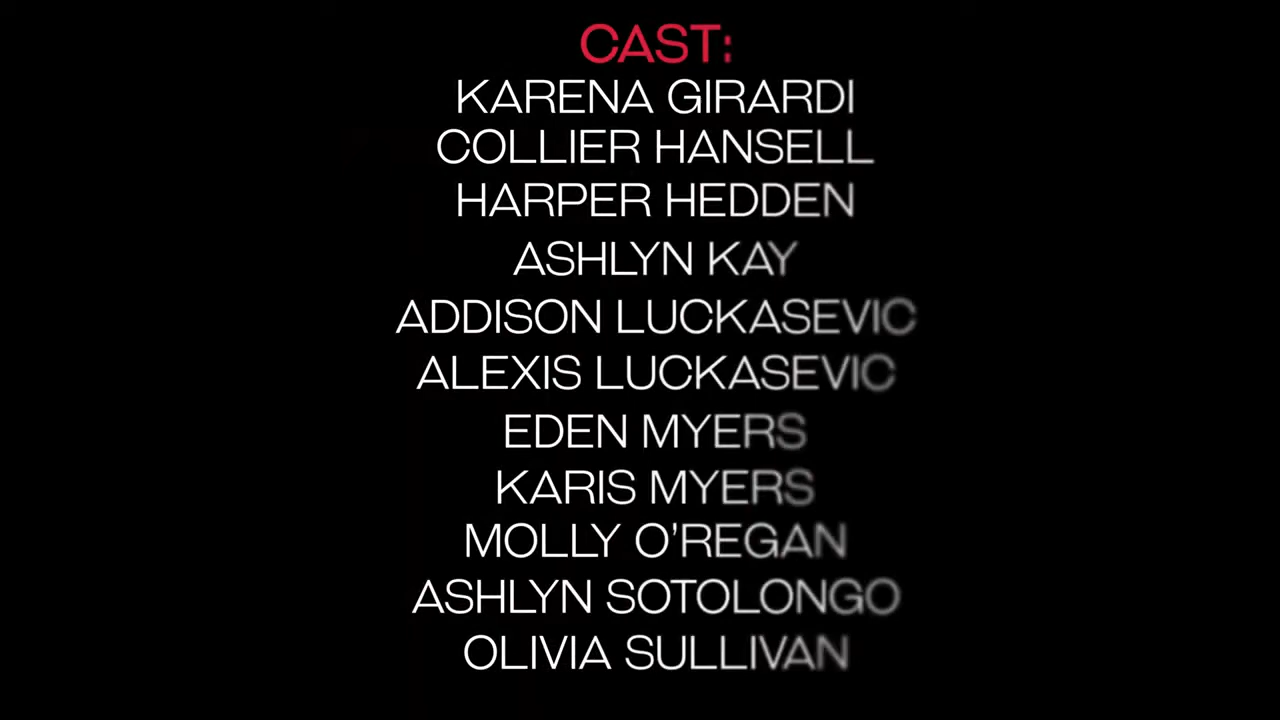 CAST:
KARENA GIRARDI
COLLIER HANSELL
HARPER HEDDEN
ASHLYN KAY
ADDISON LUCKASEVIC
ALEXIS LUCKASEVIC
EDEN MYERS
KARIS MYERS
MOLLY O'REGAN
ASHLYN SOTOLONGO
OLIVIA SULLIVAN